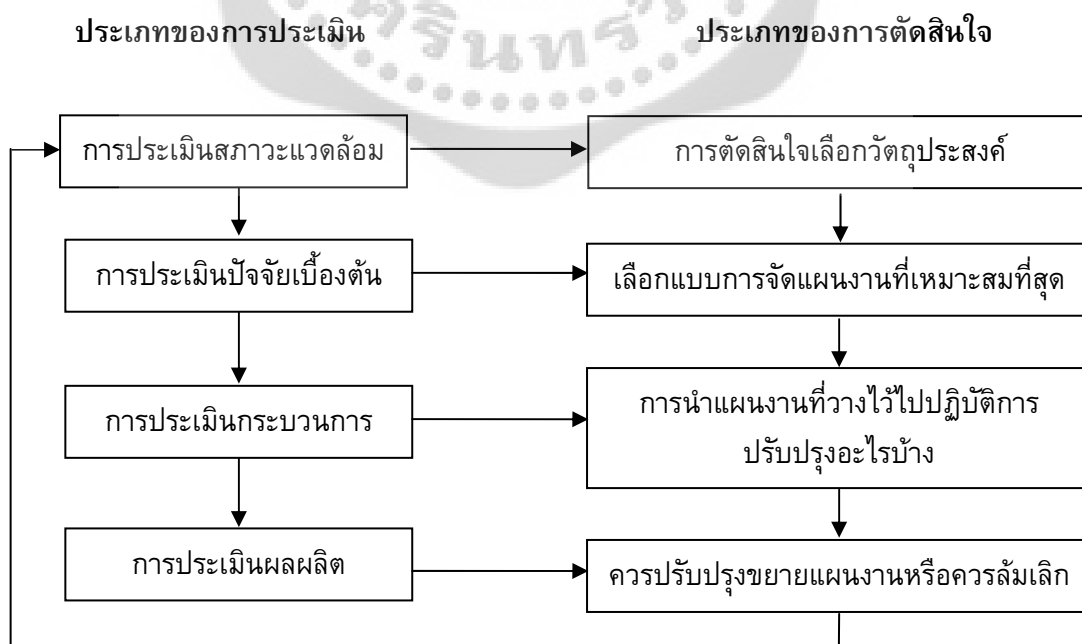 ประเภทของการประเมิน
ประเภทของการตัดสินใจ
การประเมินสภาวะแวดล้อม
การตัดสินใจเลือกวัตถุประสงค์
การประเมินปัจจัยเบื้องต้น
เลือกแบบการจัดแผนงานที่เหมาะสมที่สุด
การประเมินกระบวนการ
การนำแผนงานที่วางไว้ไปปฏิบัติการ
ปรับปรุงอะไรบ้าง
การประเมินผลผลิต
ควรปรับปรุงขยายแผนงานหรือควรล้มเลิก